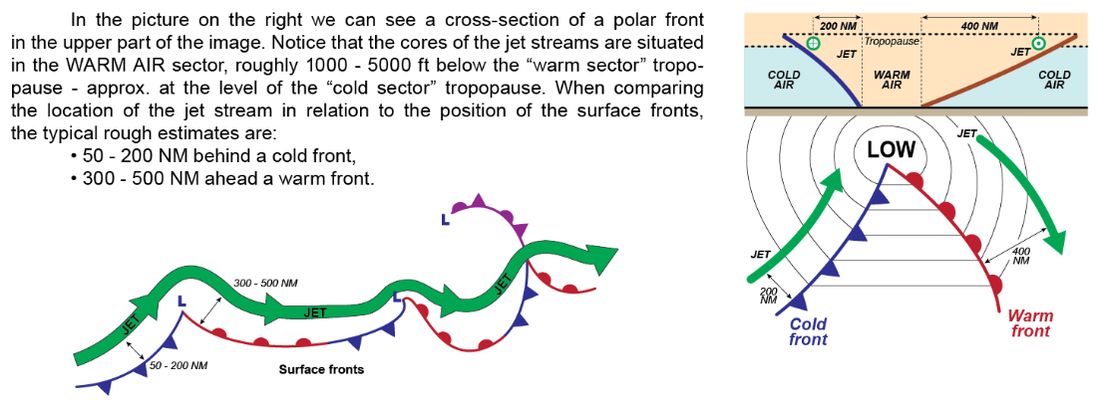 In the picture on the right we can see a cross-section of a polar front
in the upper part of the image. Notice that the cores of the jet streams are situated
in the WARM AIR sector, roughly 1000 - 5000 ft below the “warm sector” tropo-
pause - approx. at the level of the “cold sector” tropopause. When comparing
the location of the jet stream in relation to the position of the surface fronts,
the typical rough estimates are:
• 50 - 200 NM behind a cold front,
• 300 - 500 NM ahead a warm front.
L
JET
50 - 200 NM
L
300 - 500 NM
JET
L
JET
Surface fronts
200 NM
400 NM
Tropopause
JET
JET
COLD
AIR
WARM
AIR
COLD
AIR
LOW
JET
JET
200
NM
400
NM
Cold
front
Warm
front